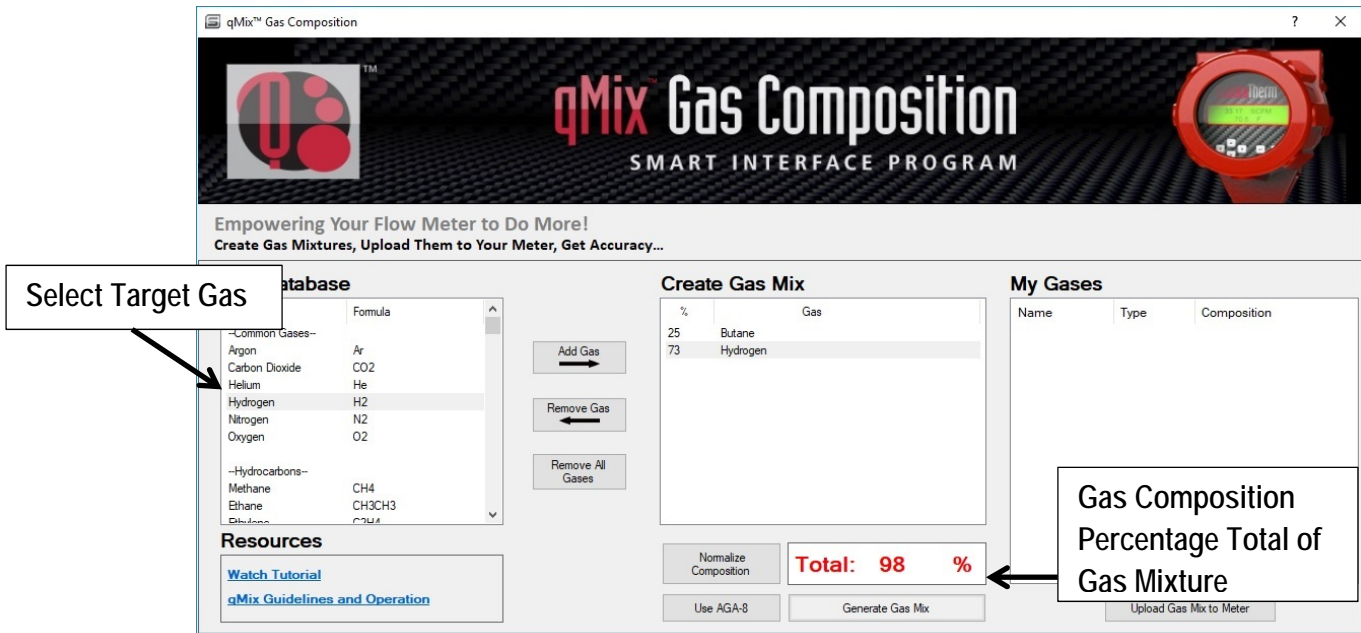 qMix™ Gas Composition
? ×
TM
qMix™ Gas Composition
SMART INTERFACE PROGRAM
Therm
Empowering Your Flow Meter to Do More!
Create Gas Mixtures, Upload Them to Your Meter, Get Accuracy...
Select Target Gas
atabase
Formula
--Common Gases--
Argon Ar
Carbon Dioxide CO2
Helium He
Hydrogen H2
Nitrogen N2
Oxygen O2
--Hydrocarbons--
Methane CH4
Ethane CH3CH3
Ethylene C2H4
Add Gas
Remove Gas
Remove All
Gases
Create Gas Mix
% Gas
25 Butane
73 Hydrogen
My Gases
Name Type Composition
Resources
Watch Tutorial
qMix Guidelines and Operation
Normalize
Composition
Total: 98 %
Use AGA-8
Generate Gas Mix
Gas Composition
Percentage Total of
Gas Mixture
Upload Gas Mix to Meter